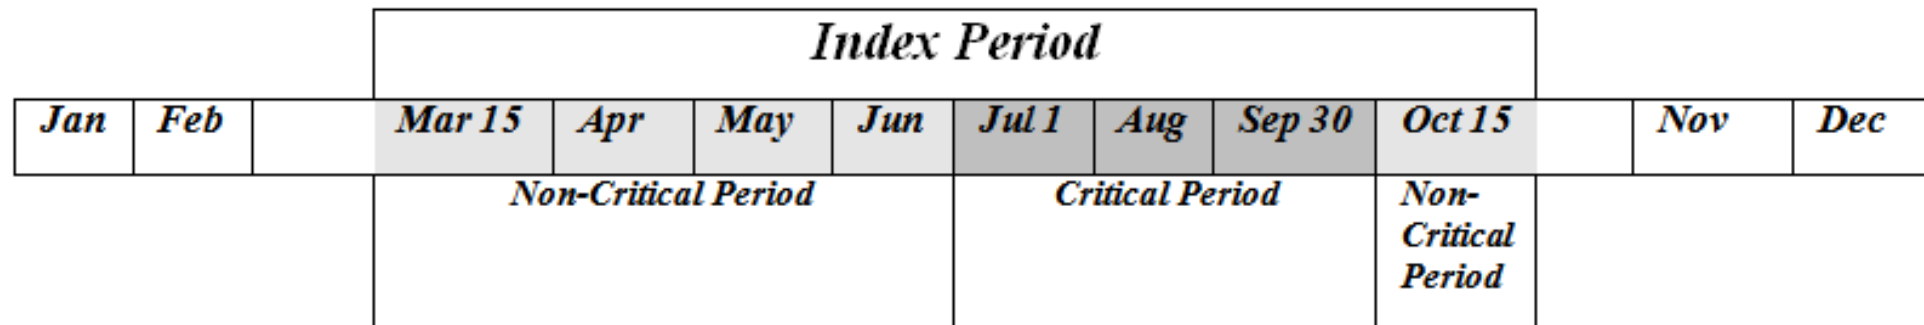 Index Period
Jan Feb Mar 15 Apr May Jun Jul 1 Aug Sep 30 Oct 15 Nov Dec
Non-Critical Period Critical Period Non-
Critical
Period